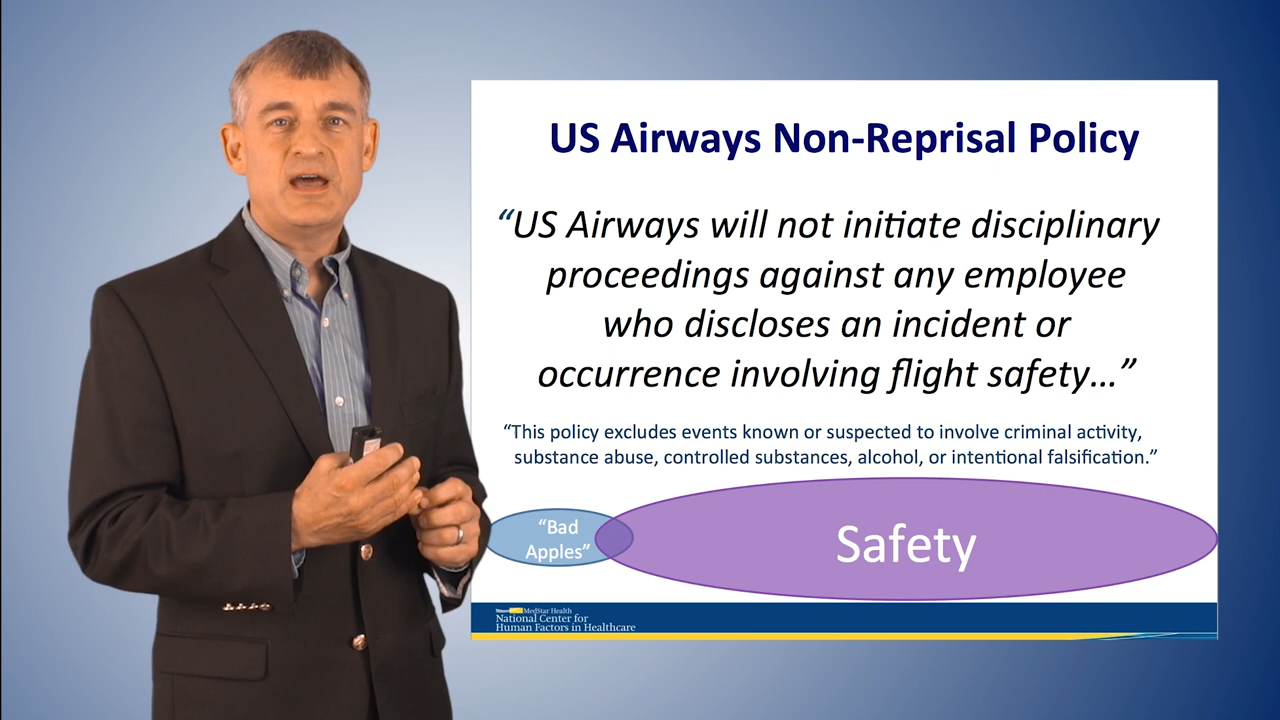 US Airways Non-Reprisal Policy
“US Airways will not initiate disciplinary
proceedings against any employee
who discloses an incident or
occurrence involving flight safety…”
“This policy excludes events known or suspected to involve criminal activity,
substance abuse, controlled substances, alcohol, or intentional falsification.”
“Bad
Apples”
Safety
MedStar Health
National Center for
Human Factors in Healthcare